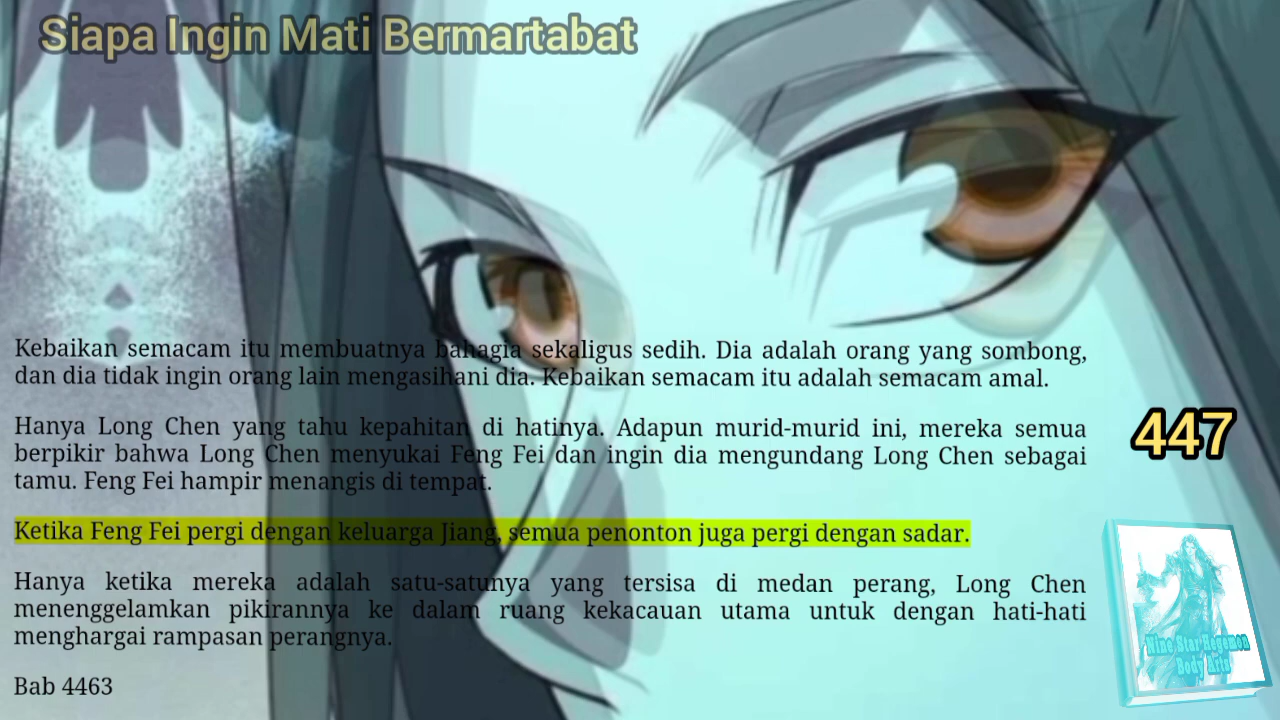 Siapa Ingin Mati Bermartabat
Kebaikan semacam itu membuatnya bahagia sekaligus sedih. Dia adalah orang yang sombong,
dan dia tidak ingin orang lain mengasihani dia. Kebaikan semacam itu adalah semacam amal.
Hanya Long Chen yang tahu kepahitan di hatinya. Adapun murid-murid ini, mereka semua
berpikir bahwa Long Chen menyukai Feng Fei dan ingin dia mengundang Long Chen sebagai
tamu. Feng Fei hampir menangis di tempat.
447
Ketika Feng Fei pergi dengan keluarga Jiang, semua penonton juga pergi dengan sadar.
Hanya ketika mereka adalah satu-satunya yang tersisa di medan perang, Long Chen
menenggelamkan pikirannya ke dalam ruang kekacauan utama untuk dengan hati-hati
menghargai rampasan perangnya.
Nine Star Hegemon
Body Arts
Bab 4463